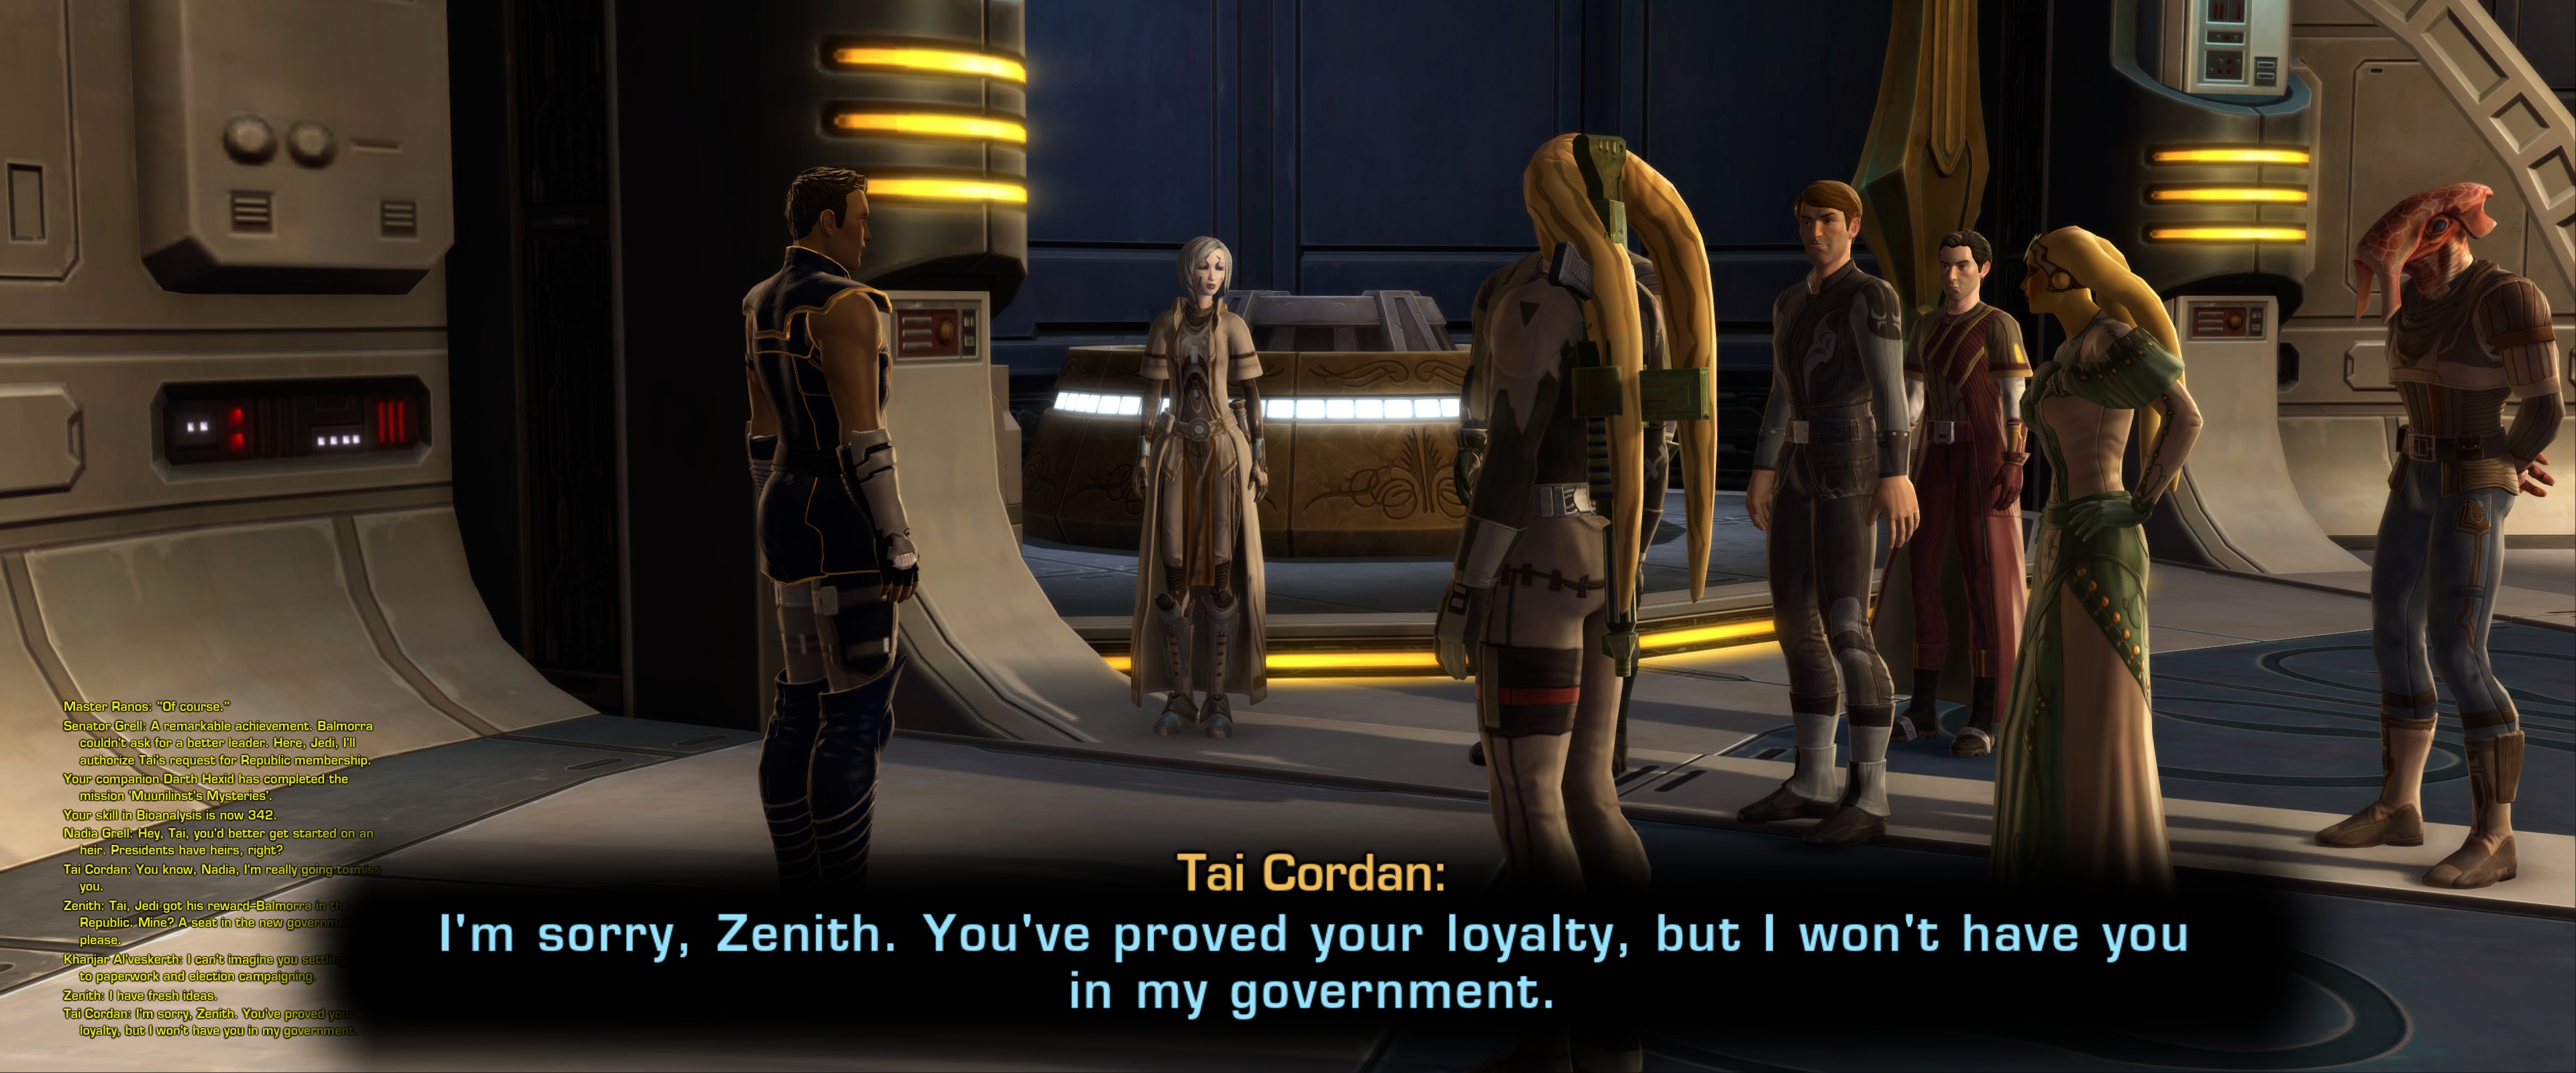 Master Ranos: "Of course."
Senator Grell: A remarkable achievement. Balmorra
couldn't ask for a better leader. Here, Jedi, I'll
authorize Tai's request for Republic membership.
Your companion Darth Hexid has completed the
mission 'Muunilinst's Mysteries'.
Your skill in Bioanalysis is now 342.
Nadia Grell: Hey, Tai, you'd better get started on an
heir. Presidents have heirs, right?
Tai Cordan: You know, Nadia, I'm really going to miss
you.
Zenith: Tai, Jedi got his reward–Balmorra in the
Republic. Mine? A seat in the new
please.
Khanjar Al'veskerth: I can't imagine you
to paperwork and election campaigning.
Zenith: I have fresh ideas.
Tai Cordan: I'm sorry, Zenith. You've proved you
loyalty, but I won't have you in my government.
Tai Cordan:
I'm sorry, Zenith. You've proved your loyalty, but I won't have you
in my government.